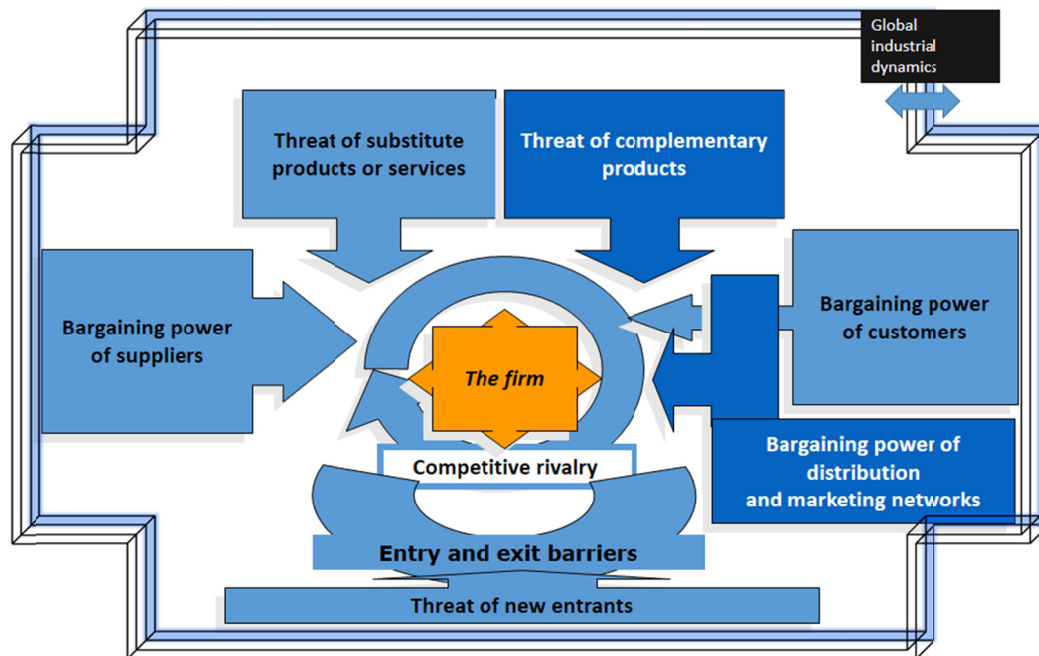 Global
industrial
dynamics
Threat of substitute
products or services
Threat of complementary
products
Bargaining power
of suppliers
The firm
Bargaining power
of customers
Competitive rivalry
Bargaining power of
distribution
and marketing networks
Entry and exit barriers
Threat of new entrants